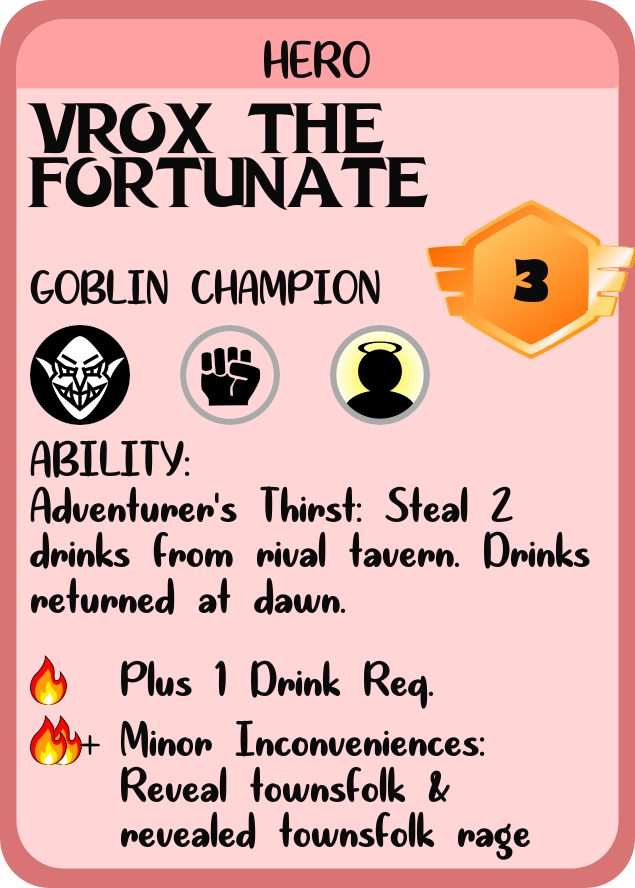 HERO
VROX THE
FORTUNATE
3
GOBLIN CHAMPION
ABILITY:
Adventurer's Thirst: Steal 2
drinks from rival tavern. Drinks
returned at dawn.
Plus 1 Drink Req.
+ Minor Inconveniences:
Reveal townsfolk &
revealed townsfolk rage